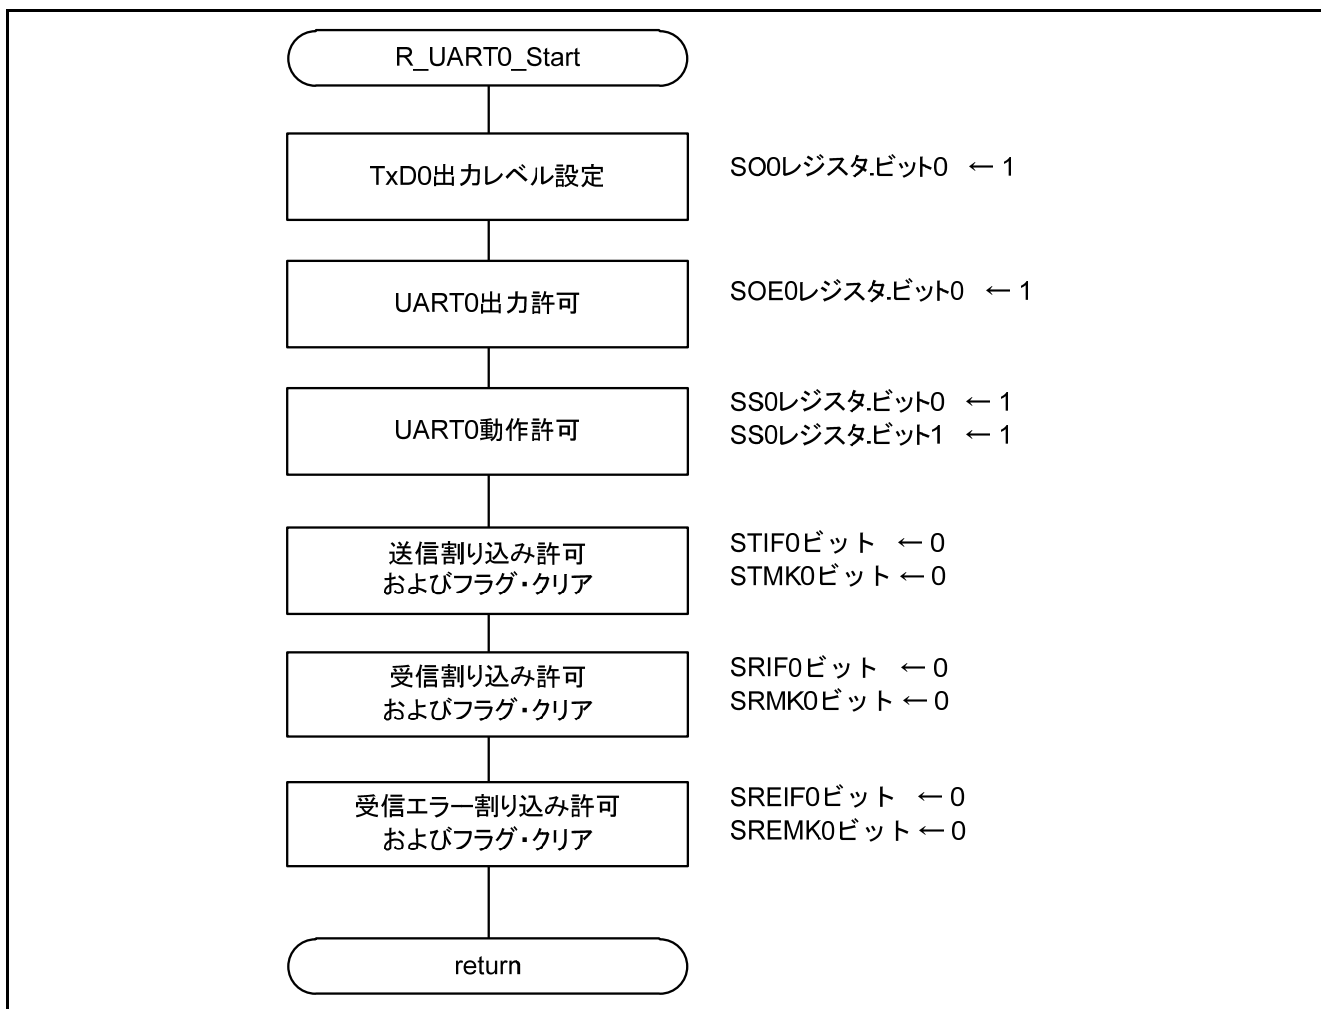 R_UART0_Start
TxD0出力レベル設定
SO0レジスタ.ビット0 ← 1
UART0出力許可
SOE0レジスタ.ビット0 ← 1
UART0動作許可
SS0レジスタ.ビット0 ← 1
SS0レジスタ.ビット1 ← 1
送信割り込み許可
およびフラグ・クリア
STIF0ビット ← 0
STMK0ビット ← 0
受信割り込み許可
およびフラグ・クリア
SRIF0ビット ← 0
SRMK0ビット ← 0
受信エラー割り込み許可
およびフラグ・クリア
SREIF0ビット ← 0
SREMK0ビット ← 0
return